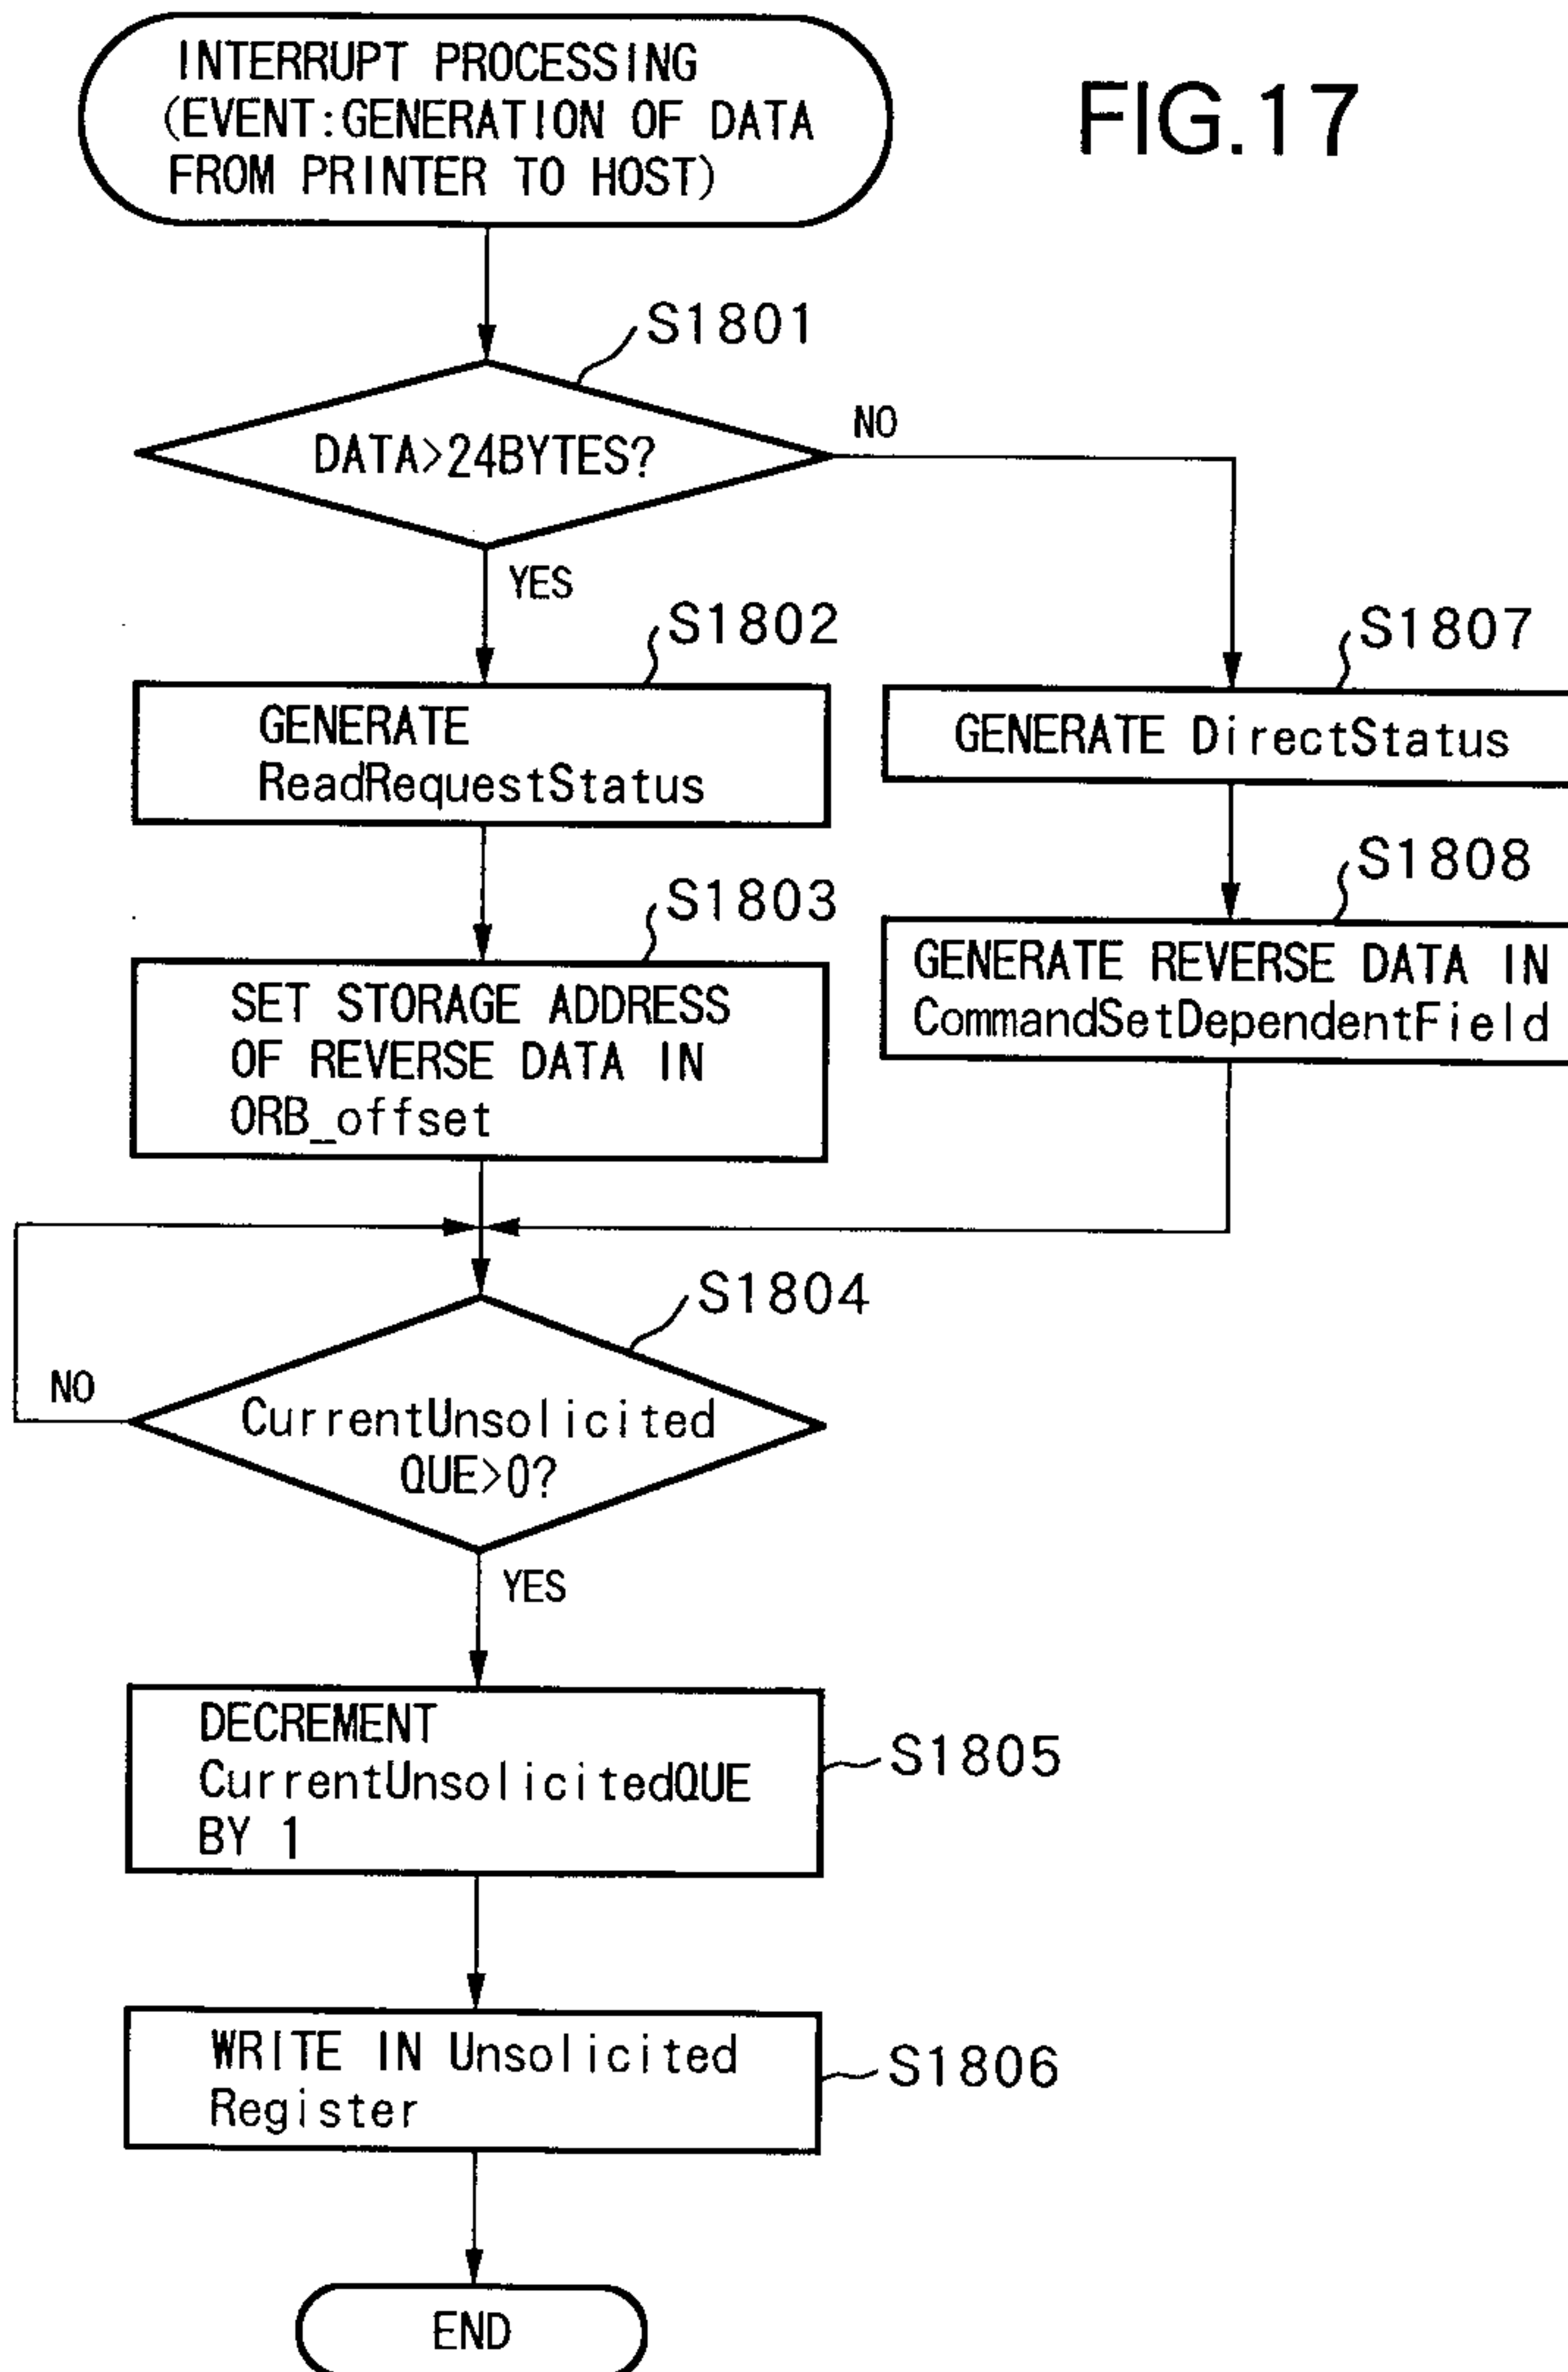 INTERRUPT PROCESSING
(EVENT:GENERATION OF DATA
FROM PRINTER TO HOST)
FIG.17
S1801
DATA>24BYTES?
NO
YES
S1802
GENERATE
ReadRequestStatus
S1807
GENERATE DirectStatus
S1803
SET STORAGE ADDRESS
OF REVERSE DATA IN
ORB_offset
S1808
GENERATE REVERSE DATA IN
CommandSetDependentField
S1804
CurrentUnsolicited
QUE>0?
NO
YES
DECREMENT
CurrentUnsolicitedQUE
BY 1
S1805
WRITE IN Unsolicited
Register
S1806
END